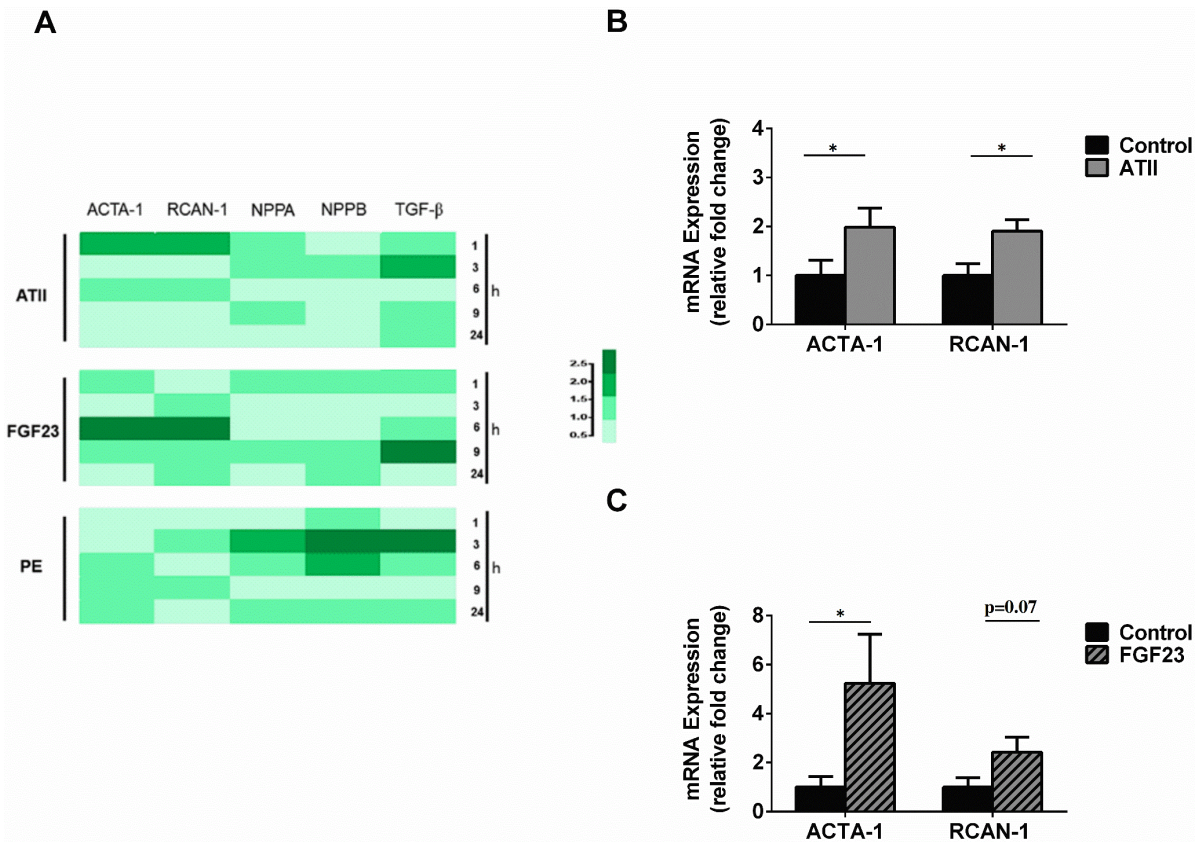 A
ACTA-1 RCAN-1 NPPA NPPB TGF-β
ATII
1
3
6
9
24
h
FGF23
1
3
6
9
24
h
PE
1
3
6
9
24
h
2.5
2.0
1.5
1.0
0.5
B
mRNA Expression
(relative fold change)
4
3
2
1
0
*
*
ACTA-1 RCAN-1
Control
ATII
C
mRNA Expression
(relative fold change)
8
6
4
2
0
*
p=0.07
ACTA-1 RCAN-1
Control
FGF23